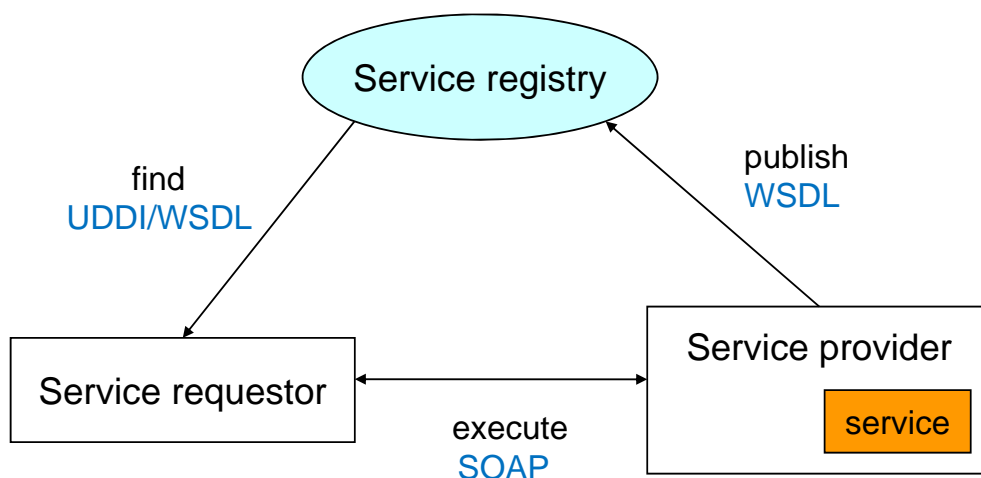 Service registry
find
UDDI/WSDL
publish
WSDL
Service requestor
Service provider
service
execute
SOAP